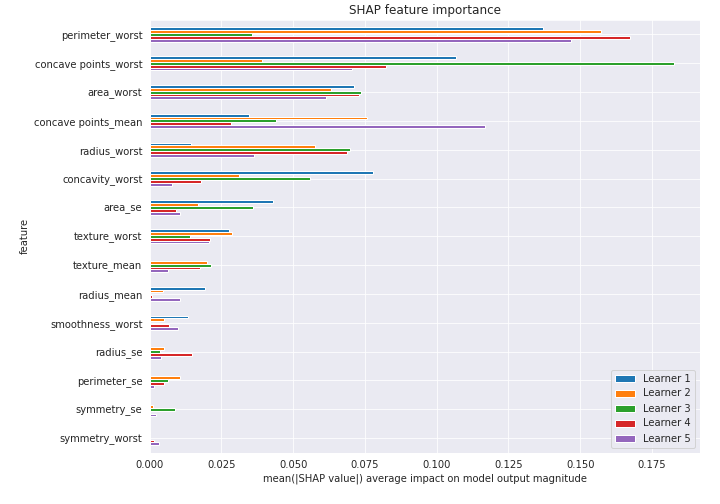 SHAP feature importance
perimeter_worst
concave points_worst
area_worst
concave points_mean
radius_worst
concavity_worst
area_se
texture_worst
texture_mean
radius_mean
smoothness_worst
radius_se
perimeter_se
symmetry_se
symmetry_worst
feature
Learner 1
Learner 2
Learner 3
Learner 4
Learner 5
0.000 0.025 0.050 0.075 0.100 0.125 0.150 0.175
mean(|SHAP value|) average impact on model output magnitude